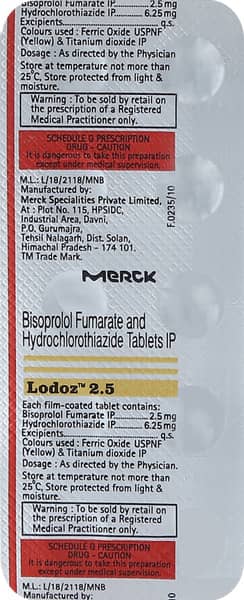 Bisoprolol Fumarate IP............ 2.5 mg
Hydrochlorothiazide IP............ 6.25 mg
Excipients................................ q.s.
Colours used : Ferric Oxide USPNF
(Yellow) & Titanium dioxide IP
Dosage : As directed by the Physician
Store at temperature not more than
25°C, Store protected from light &
moisture.
Warning : To be sold by retail on
the prescription of a Registered
Medical Practitioner only.
SCHEDULE G PRESCRIPTION
DRUG - CAUTION
It is dangerous to take this preparation
except under medical supervision.
M.L.: L/18/2118/MNB
Manufactured by:
Merck Specialities Private Limited,
At : Plot No. 115, HPSIDC,
Industrial Area, Davni,
P.O. Gurumajra,
Tehsil Nalagarh, Dist. Solan,
Himachal Pradesh - 174 101.
TM Trade Mark.
F.0235/10
MERCK
Bisoprolol Fumarate and
Hydrochlorothiazide Tablets IP
Lodoz™ 2.5
Each film-coated tablet contains:
Bisoprolol Fumarate IP............ 2.5 mg
Hydrochlorothiazide IP............ 6.25 mg
Excipients................................ q.s.
Colours used : Ferric Oxide USPNF
(Yellow) & Titanium dioxide IP
Dosage : As directed by the Physician.
Store at temperature not more than
25°C, Store protected from light &
moisture.
Warning : To be sold by retail on
the prescription of a Registered
Medical Practitioner only.
SCHEDULE G PRESCRIPTION
DRUG - CAUTION
It is dangerous to take this preparation
except under medical supervision.
M.L.: L/18/2118/MNB
Manufactured by:
10